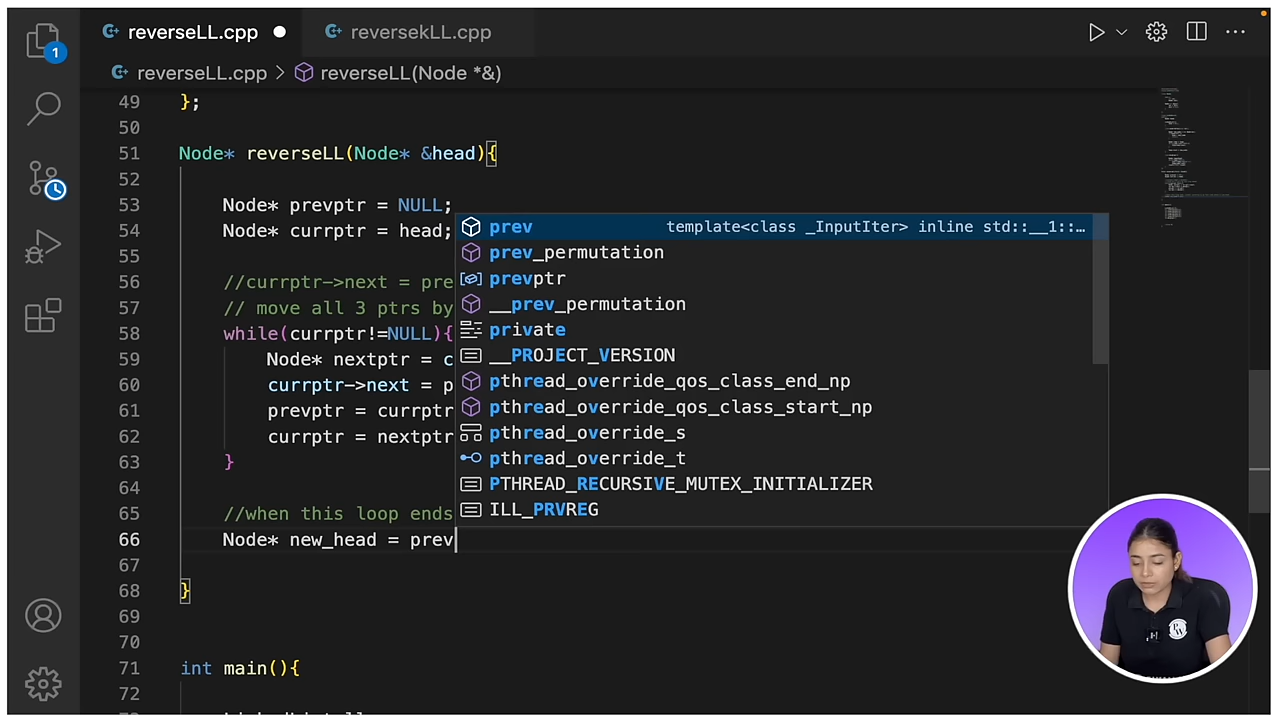 reverseLL.cpp reversekLL.cpp
reverseLL.cpp > reverseLL(Node *&)
1
49 };
50
51 Node* reverseLL(Node* &head){
52
53 Node* prevptr = NULL;
54 Node* currptr = head;
55
56 //currptr->next = pre
57 // move all 3 ptrs by
58 while(currptr!=NULL){
59 Node* nextptr = c
60 currptr->next = p
61 prevptr = currptr
62 currptr = nextptr
63 }
64
65 //when this loop ends
66 Node* new_head = prev
67
68 }
69
70
71 int main(){
72
prev template<class _InputIter> inline std::__1::…
prev_permutation
prevptr
__prev_permutation
private
__PROJECT_VERSION
pthread_override_qos_class_end_np
pthread_override_qos_class_start_np
pthread_override_s
pthread_override_t
PTHREAD_RECURSIVE_MUTEX_INITIALIZER
ILL_PRVREG